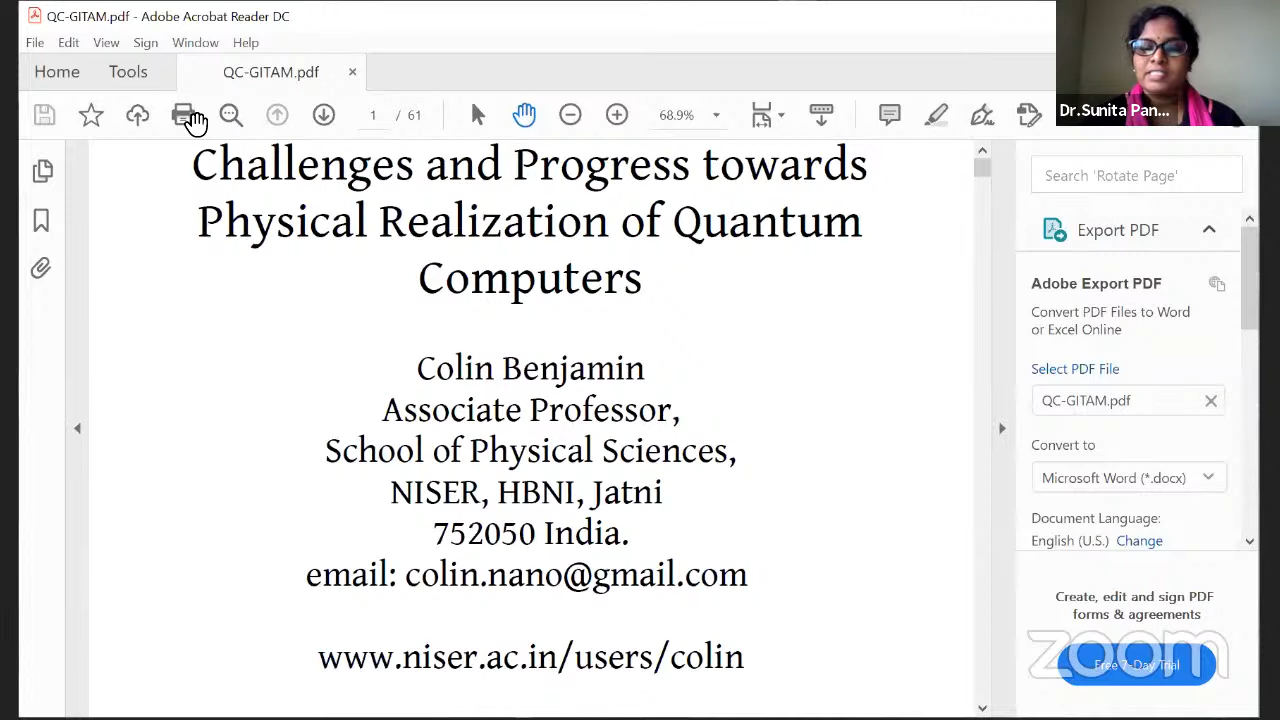 QC-GITAM.pdf - Adobe Acrobat Reader DC
File Edit View Sign Window Help
Home Tools QC-GITAM.pdf ×
1 / 61 68.9%
Dr.Sunita Pan...
Challenges and Progress towards
Physical Realization of Quantum
Computers
Colin Benjamin
Associate Professor,
School of Physical Sciences,
NISER, HBNI, Jatni
752050 India.
email: colin.nano@gmail.com
www.niser.ac.in/users/colin
Search 'Rotate Page'
Export PDF
Adobe Export PDF
Convert PDF Files to Word
or Excel Online
Select PDF File
QC-GITAM.pdf
Convert to
Microsoft Word (*.docx)
Document Language:
English (U.S.) Change
Create, edit and sign PDF
forms & agreements
Free 7-Day Trial
zoom